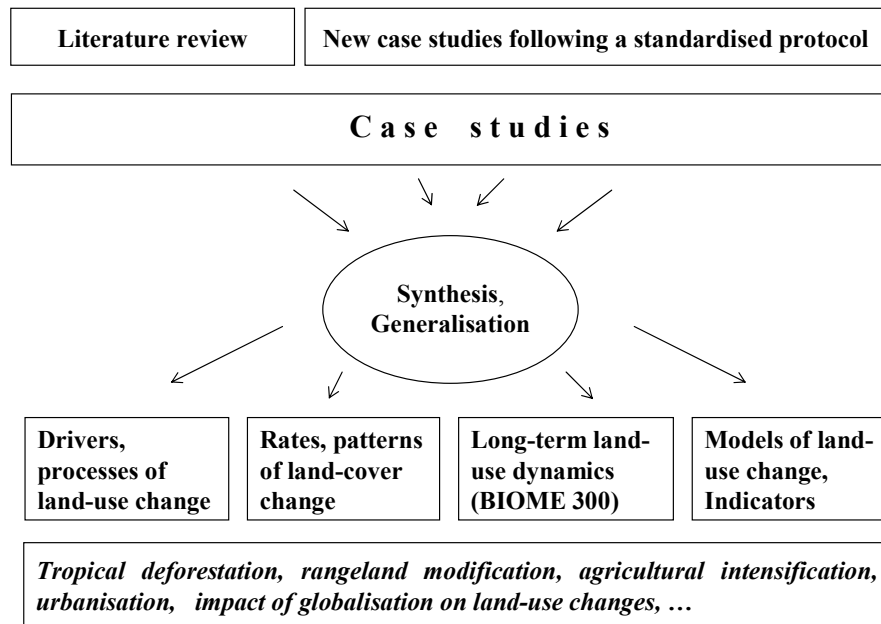 Literature review
New case studies following a standardised protocol
Case studies
Synthesis,
Generalisation
Drivers,
processes of
land-use change
Rates, patterns
of land-cover
change
Long-term land-
use dynamics
(BIOME 300)
Models of land-
use change,
Indicators
Tropical deforestation, rangeland modification, agricultural intensification,
urbanisation, impact of globalisation on land-use changes, …